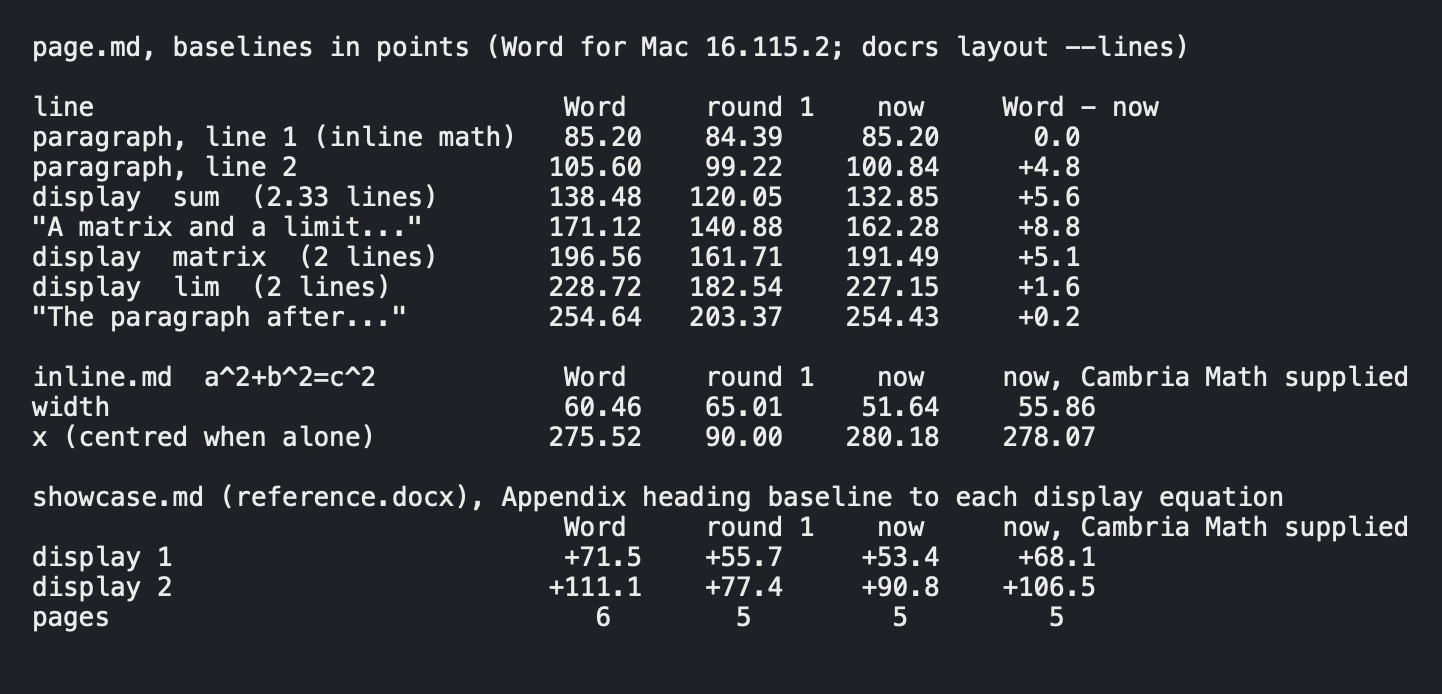 page.md, baselines in points (Word for Mac 16.115.2; docrs layout --lines)
line Word round 1 now Word - now
paragraph, line 1 (inline math) 85.20 84.39 85.20 0.0
paragraph, line 2 105.60 99.22 100.84 +4.8
display sum (2.33 lines) 138.48 120.05 132.85 +5.6
"A matrix and a limit..." 171.12 140.88 162.28 +8.8
display matrix (2 lines) 196.56 161.71 191.49 +5.1
display lim (2 lines) 228.72 182.54 227.15 +1.6
"The paragraph after..." 254.64 203.37 254.43 +0.2
inline.md a^2+b^2=c^2 Word round 1 now now, Cambria Math supplied
width 60.46 65.01 51.64 55.86
x (centred when alone) 275.52 90.00 280.18 278.07
showcase.md (reference.docx), Appendix heading baseline to each display equation
Word round 1 now now, Cambria Math supplied
display 1 +71.5 +55.7 +53.4 +68.1
display 2 +111.1 +77.4 +90.8 +106.5
pages 6 5 5 5